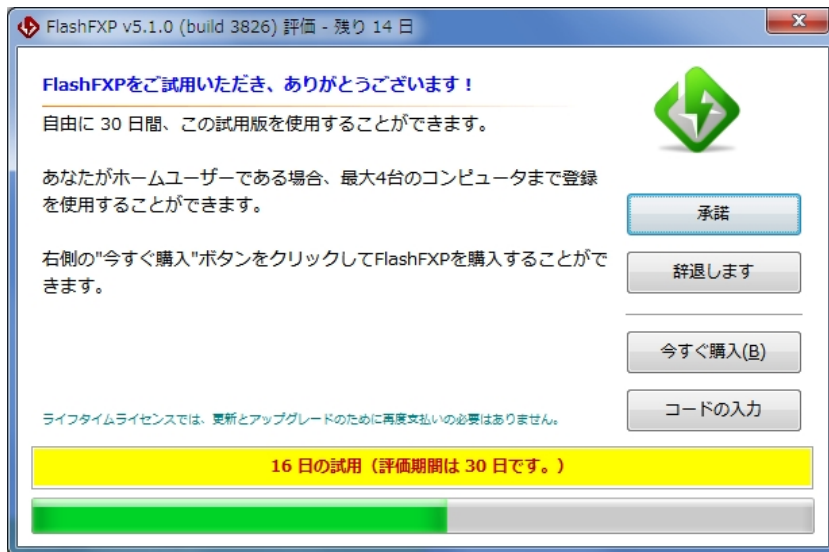 FlashFXP v5.1.0 (build 3826) 評価 - 残り 14 日
FlashFXPをご試用いただき、ありがとうございます！
自由に 30 日間、この試用版を使用することができます。
あなたがホームユーザーである場合、最大4台のコンピュータまで登録
を使用することができます。
右側の"今すぐ購入"ボタンをクリックしてFlashFXPを購入することがで
きます。
承諾
辞退します
今すぐ購入(B)
コードの入力
ライフタイムライセンスでは、更新とアップグレードのために再度支払いの必要はありません。
16 日の試用（評価期間は 30 日です。）